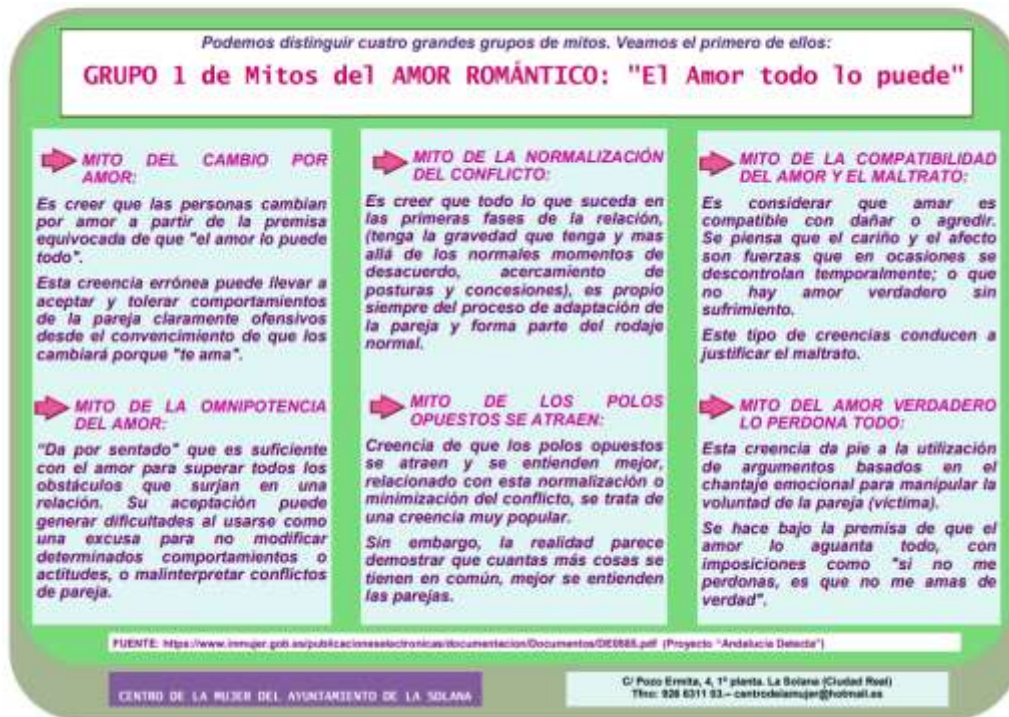 Podemos distinguir cuatro grandes grupos de mitos. Veamos el primero de ellos:
GRUPO 1 de Mitos del AMOR ROMÁNTICO: "El Amor todo lo puede"
MITO DEL CAMBIO POR
AMOR:
Es creer que las personas cambian
por amor a partir de la premisa
equivocada de que "el amor lo puede
todo".
Esta creencia errónea puede llevar a
aceptar y tolerar comportamientos
de la pareja claramente ofensivos
desde el convencimiento de que los
cambiará porque "te ama".
MITO DE LA OMNIPOTENCIA
DEL AMOR:
"Da por sentado" que es suficiente
con el amor para superar todos los
obstáculos que surjan en una
relación. Su aceptación puede
generar dificultades al usarse como
una excusa para no modificar
determinados comportamientos o
actitudes, o malinterpretar conflictos
de pareja.
MITO DE LA NORMALIZACIÓN
DEL CONFLICTO:
Es creer que todo lo que suceda en
las primeras fases de la relación,
(tenga la gravedad que tenga y mas
allá de los normales momentos de
desacuerdo, acercamiento de
posturas y concesiones), es propio
siempre del proceso de adaptación de
la pareja y forma parte del rodaje
normal.
MITO DE LOS POLOS
OPUESTOS SE ATRAEN:
Creencia de que los polos opuestos
se atraen y se entienden mejor,
relacionado con esta normalización o
minimización del conflicto, se trata de
una creencia muy popular.
Sin embargo, la realidad parece
demostrar que cuantas más cosas se
tienen en común, mejor se entienden
las parejas.
MITO DE LA COMPATIBILIDAD
DEL AMOR Y EL MALTRATO:
Es considerar que amar es
compatible con dañar o agredir.
Se piensa que el cariño y el afecto
son fuerzas que en ocasiones se
descontrolan temporalmente; o que
no hay amor verdadero sin
sufrimiento.
Este tipo de creencias conducen a
justificar el maltrato.
MITO DEL AMOR VERDADERO
LO PERDONA TODO:
Esta creencia da pie a la utilización
de argumentos basados en el
chantaje emocional para manipular la
voluntad de la pareja (víctima).
Se hace bajo la premisa de que el
amor lo aguanta todo, con
imposiciones como "si no me
perdonas, es que no me amas de
verdad".
FUENTE: https://www.inmujer.gob.es/publicacioneselectronicas/documentacion/Documentos/DE0565.pdf (Proyecto "Andalucía Detecta")
CENTRO DE LA MUJER DEL AYUNTAMIENTO DE LA SOLANA
C/ Pozo Ermita, 4, 1ª planta. La Solana (Ciudad Real)
Tfno: 926 6311 03.– centrodelamujer@hotmail.es